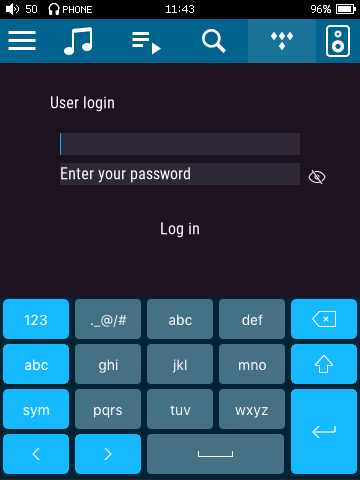 50 PHONE 11:43 96%
User login
Enter your password
Log in
123 ._@/# abc def
abc ghi jkl mno
sym pqrs tuv wxyz